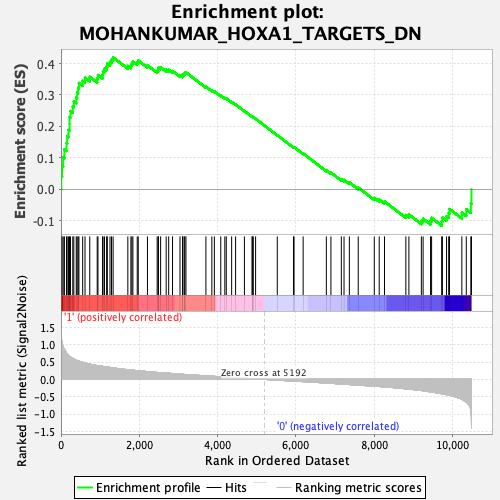 Enrichment plot:
MOHANKUMAR_HOXA1_TARGETS_DN
Enrichment score (ES)
0.4
0.3
0.2
0.1
0.0
-0.1
'1' (positively correlated)
Ranked list metric (Signal2Noise)
1.5
1.0
0.5
0.0
-0.5
-1.0
-1.5
Zero cross at 5192
'0' (negatively correlated)
0
2,000
4,000
6,000
8,000
10,000
Rank in Ordered Dataset
Enrichment profile
Hits
Ranking metric scores